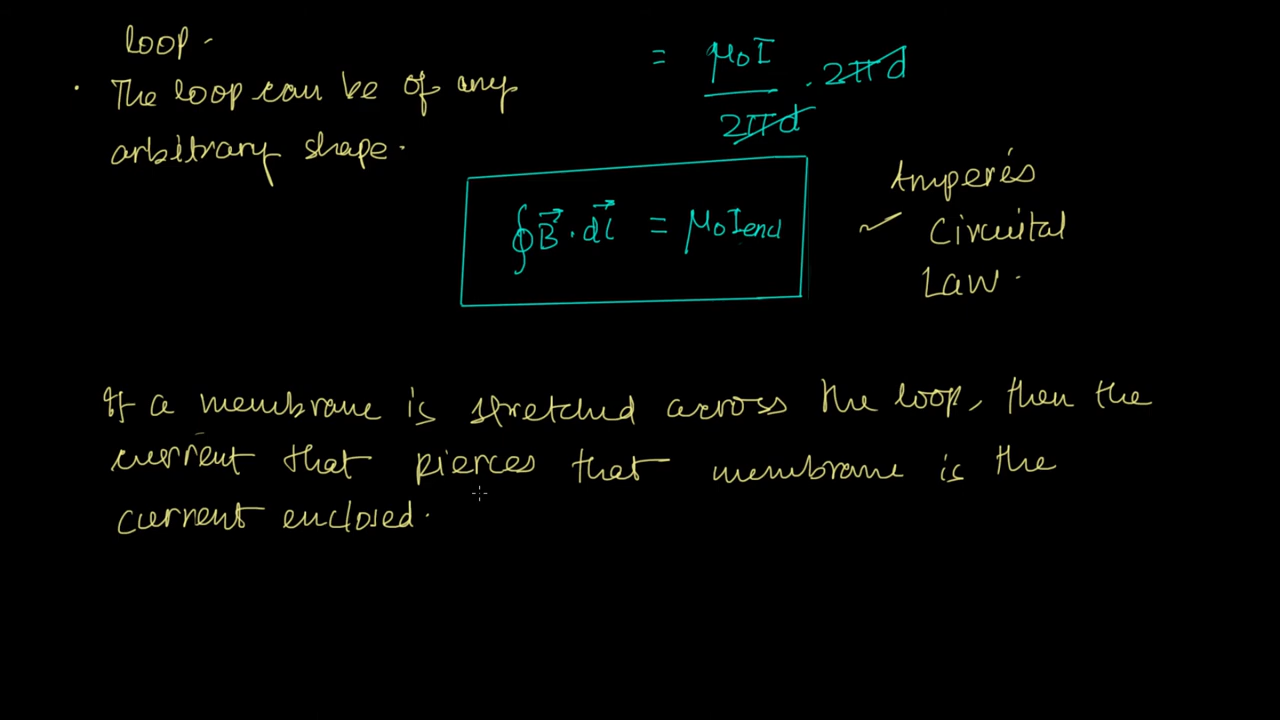 loop.
• The loop can be of any
arbitrary shape.
= μ₀I / 2πd · 2πd
∮B⃗ · dl⃗ = μ₀Iencl
Ampere's
✓ Circuital
Law.
If a membrane is stretched across the loop, then the
current that pierces that membrane is the
current enclosed.